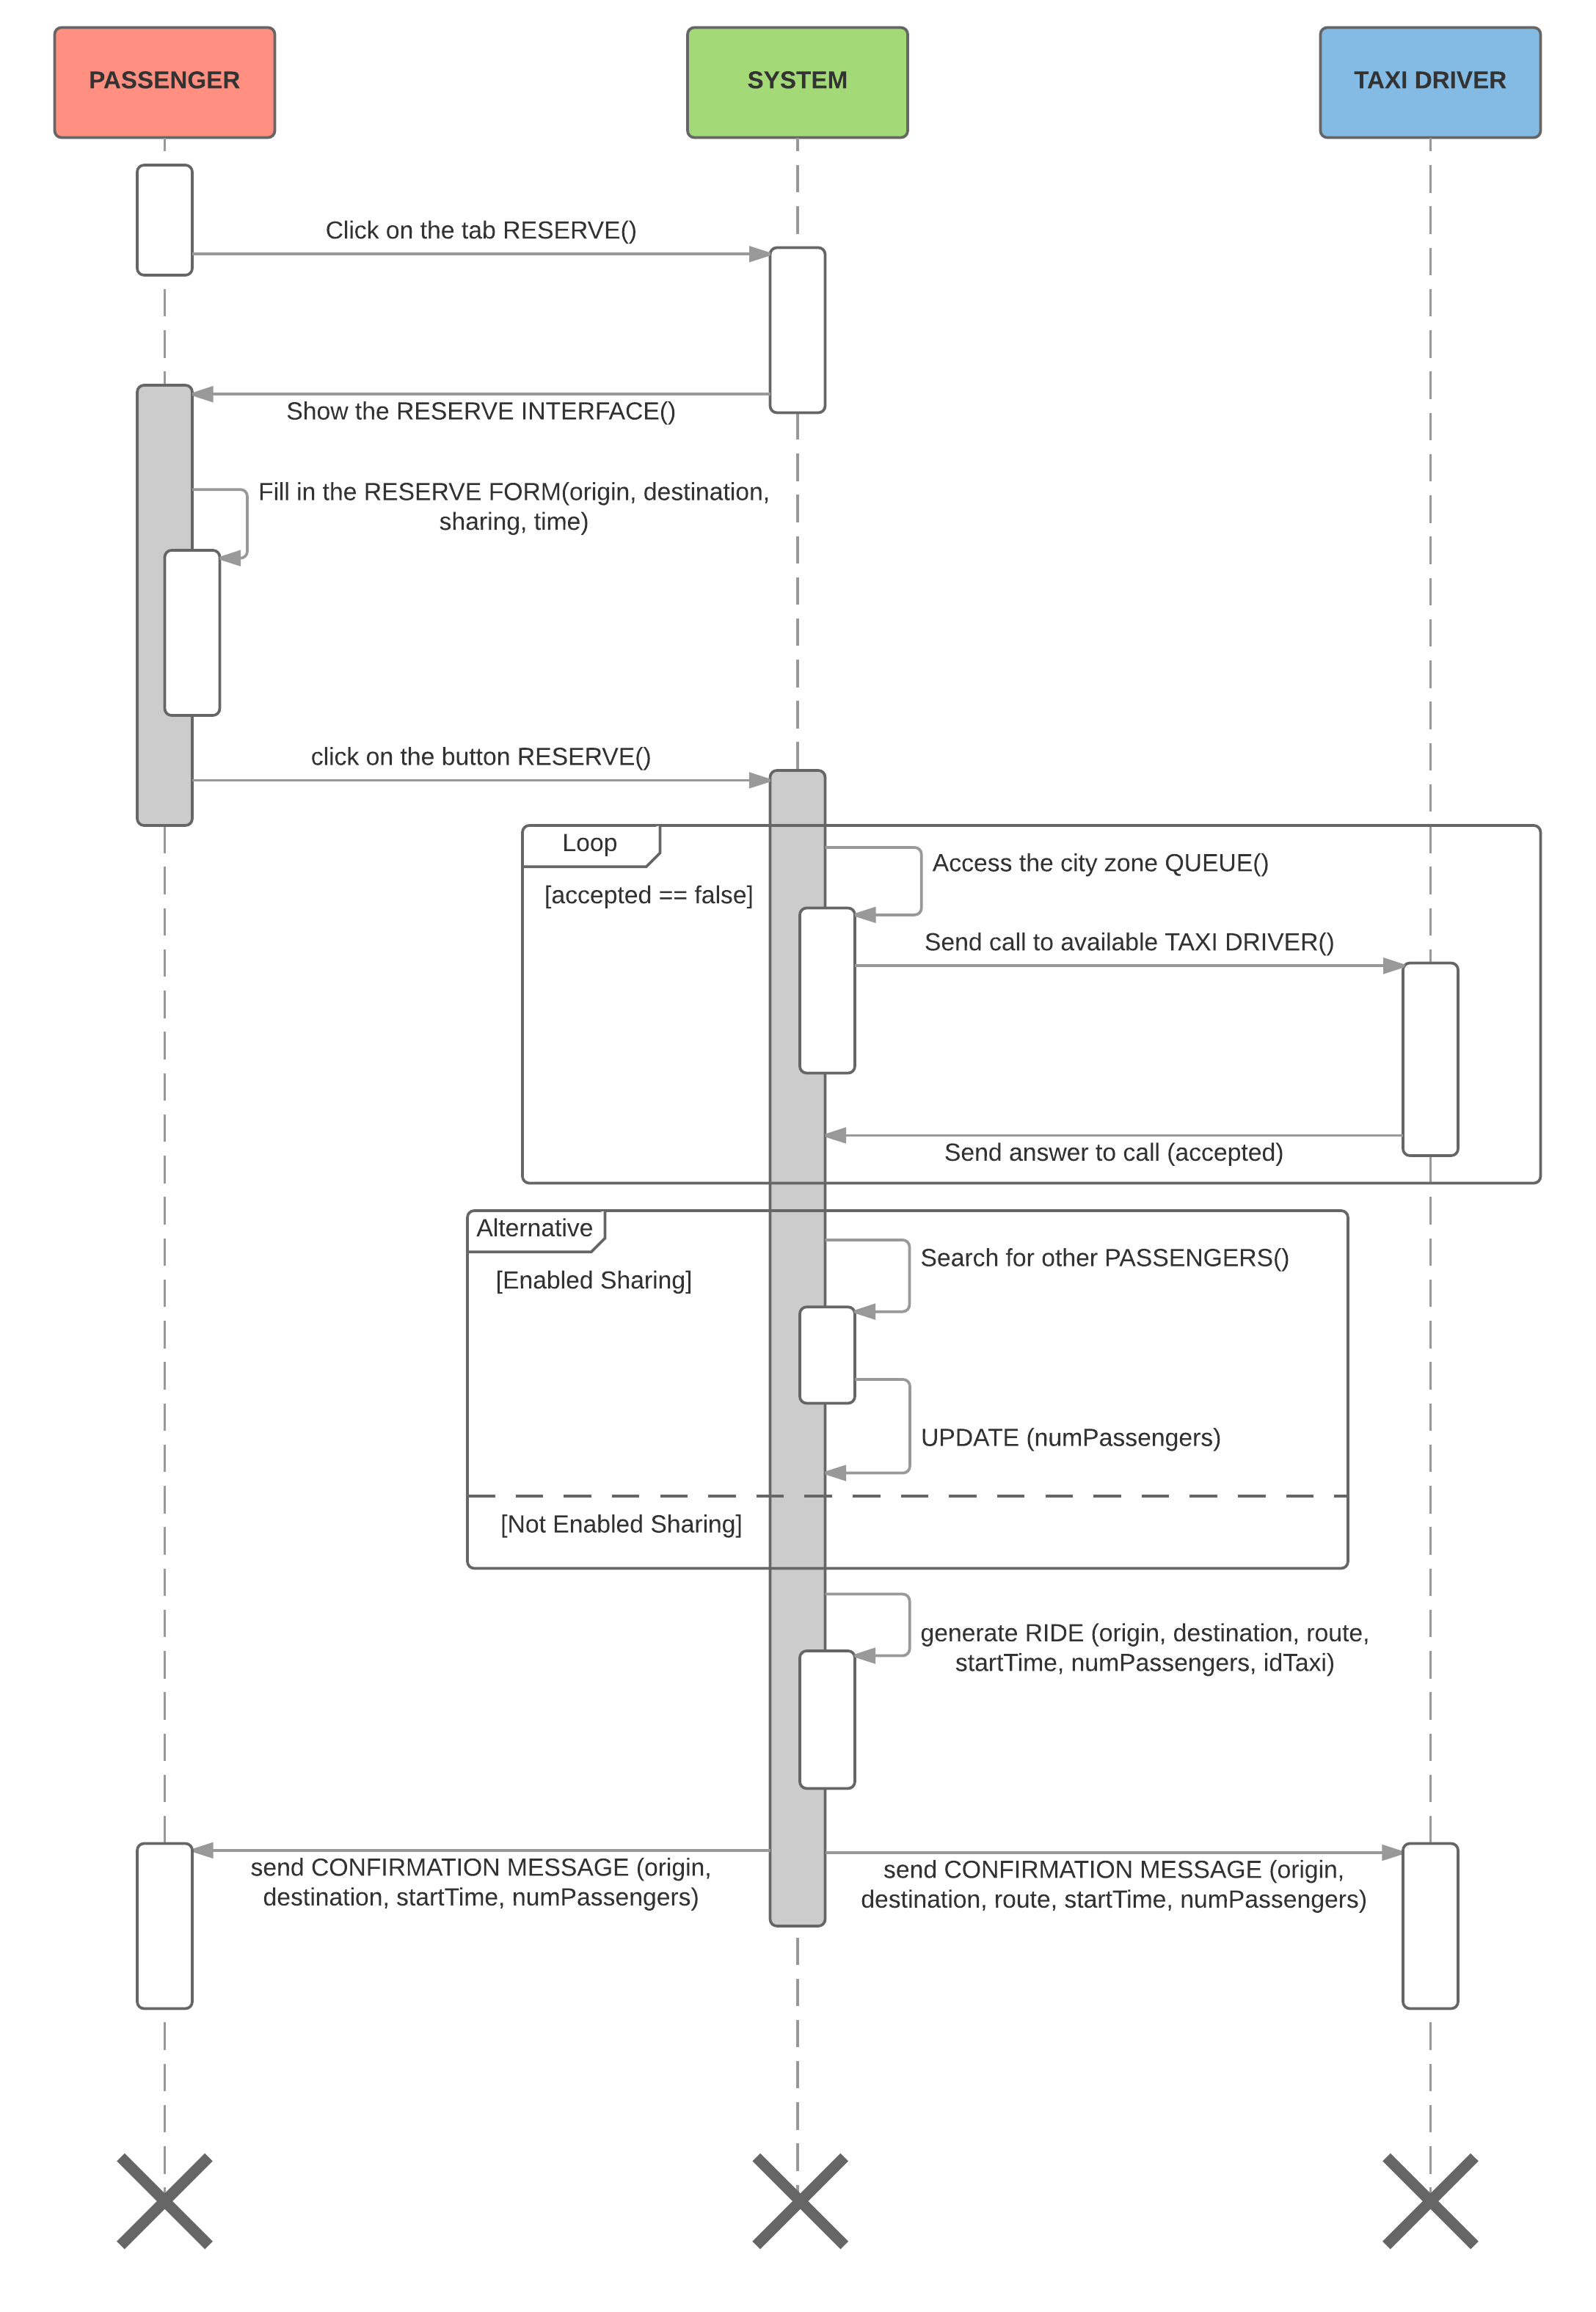 PASSENGER
SYSTEM
TAXI DRIVER
Click on the tab RESERVE()
Show the RESERVE INTERFACE()
Fill in the RESERVE FORM(origin, destination,
sharing, time)
click on the button RESERVE()
Loop
Access the city zone QUEUE()
[accepted == false]
Send call to available TAXI DRIVER()
Send answer to call (accepted)
Alternative
Search for other PASSENGERS()
[Enabled Sharing]
UPDATE (numPassengers)
[Not Enabled Sharing]
generate RIDE (origin, destination, route,
startTime, numPassengers, idTaxi)
send CONFIRMATION MESSAGE (origin,
destination, startTime, numPassengers)
send CONFIRMATION MESSAGE (origin,
destination, route, startTime, numPassengers)